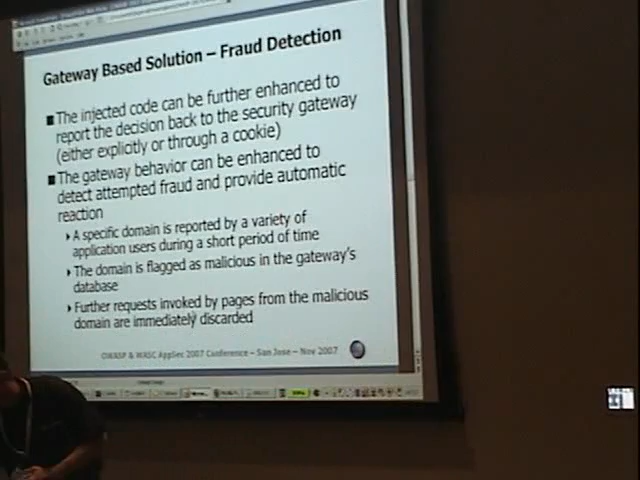 Gateway Based Solution – Fraud Detection
The injected code can be further enhanced to
report the decision back to the security gateway
(either explicitly or through a cookie)
The gateway behavior can be enhanced to
detect attempted fraud and provide automatic
reaction
A specific domain is reported by a variety of
application users during a short period of time
The domain is flagged as malicious in the gateway's
database
Further requests invoked by pages from the malicious
domain are immediately discarded
OWASP & WASC AppSec 2007 Conference – San Jose – Nov 2007